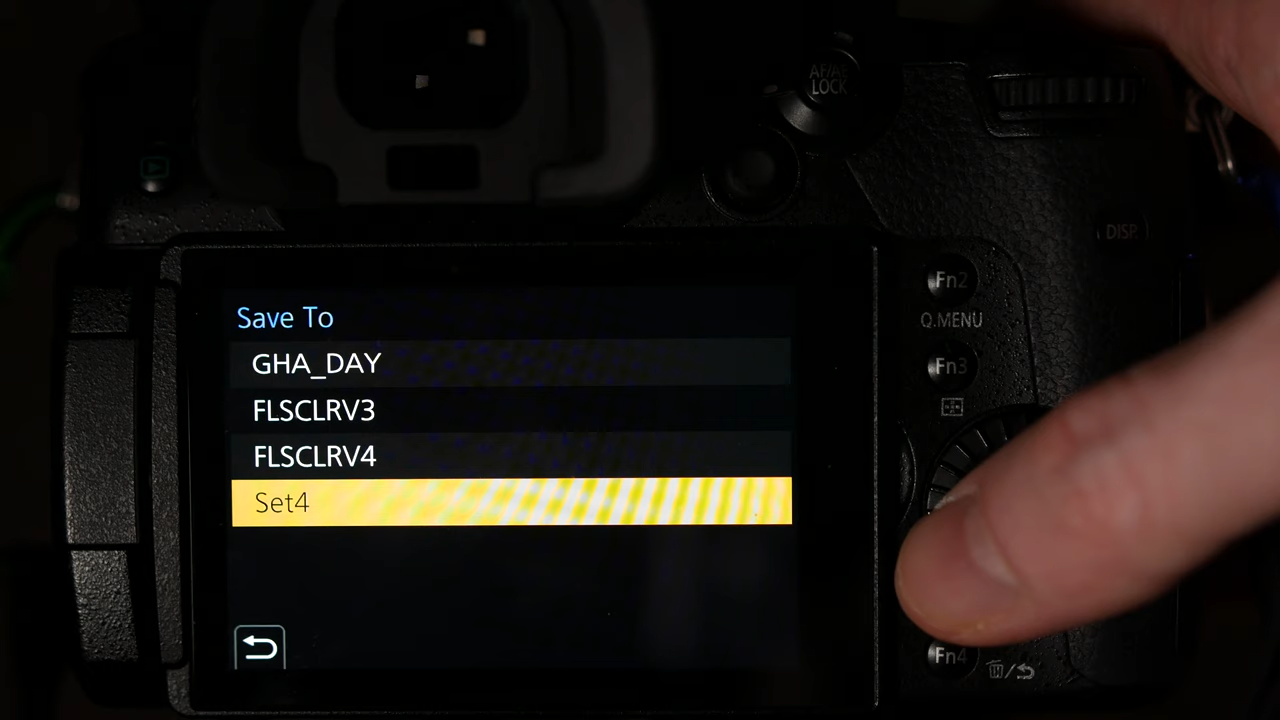 AF/AE
LOCK
DISP.
Fn2
Q.MENU
Save To
GHA_DAY
Fn3
FLSCLRV3
FLSCLRV4
Set4
Fn4